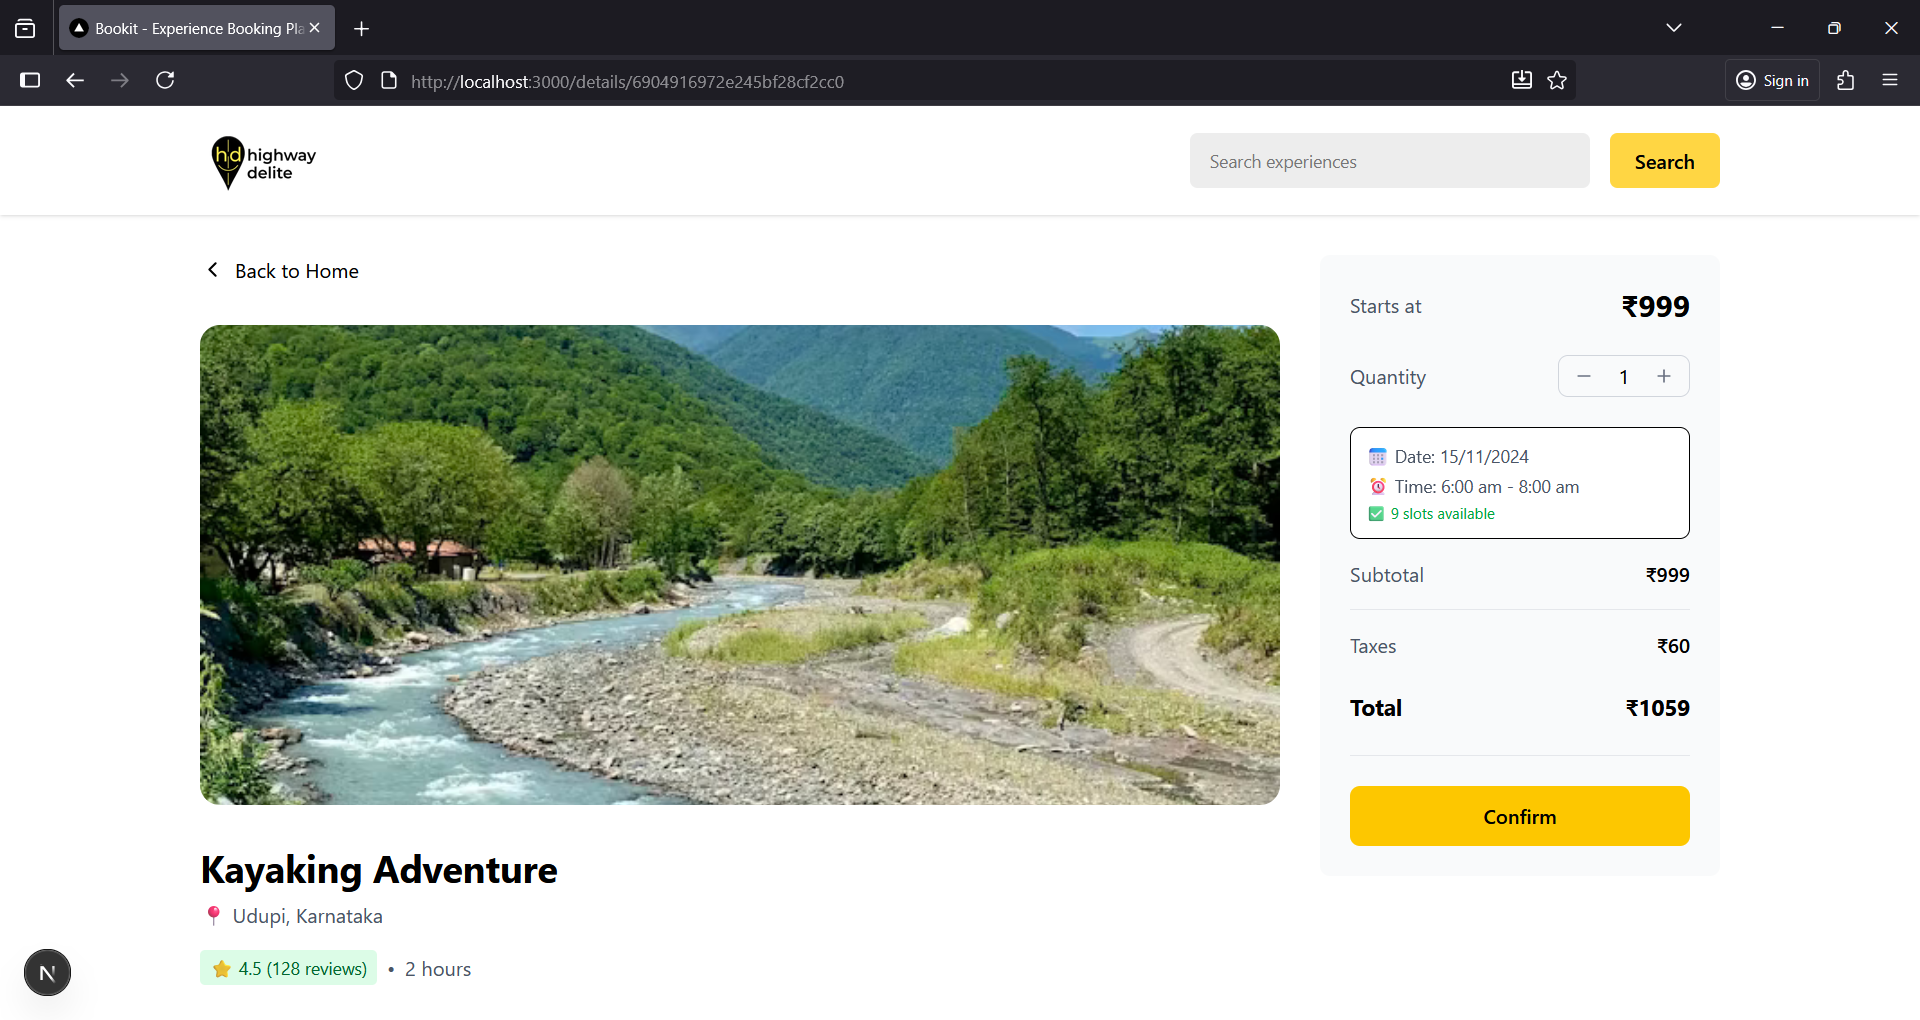 Bookit - Experience Booking Pla
http://localhost:3000/details/6904916972e245bf28cf2cc0
Sign in
hd highway
delite
Search experiences
Search
Back to Home
Starts at
₹999
Quantity
1
Date: 15/11/2024
Time: 6:00 am - 8:00 am
9 slots available
Subtotal
₹999
Taxes
₹60
Total
₹1059
Confirm
Kayaking Adventure
Udupi, Karnataka
4.5 (128 reviews) • 2 hours
N